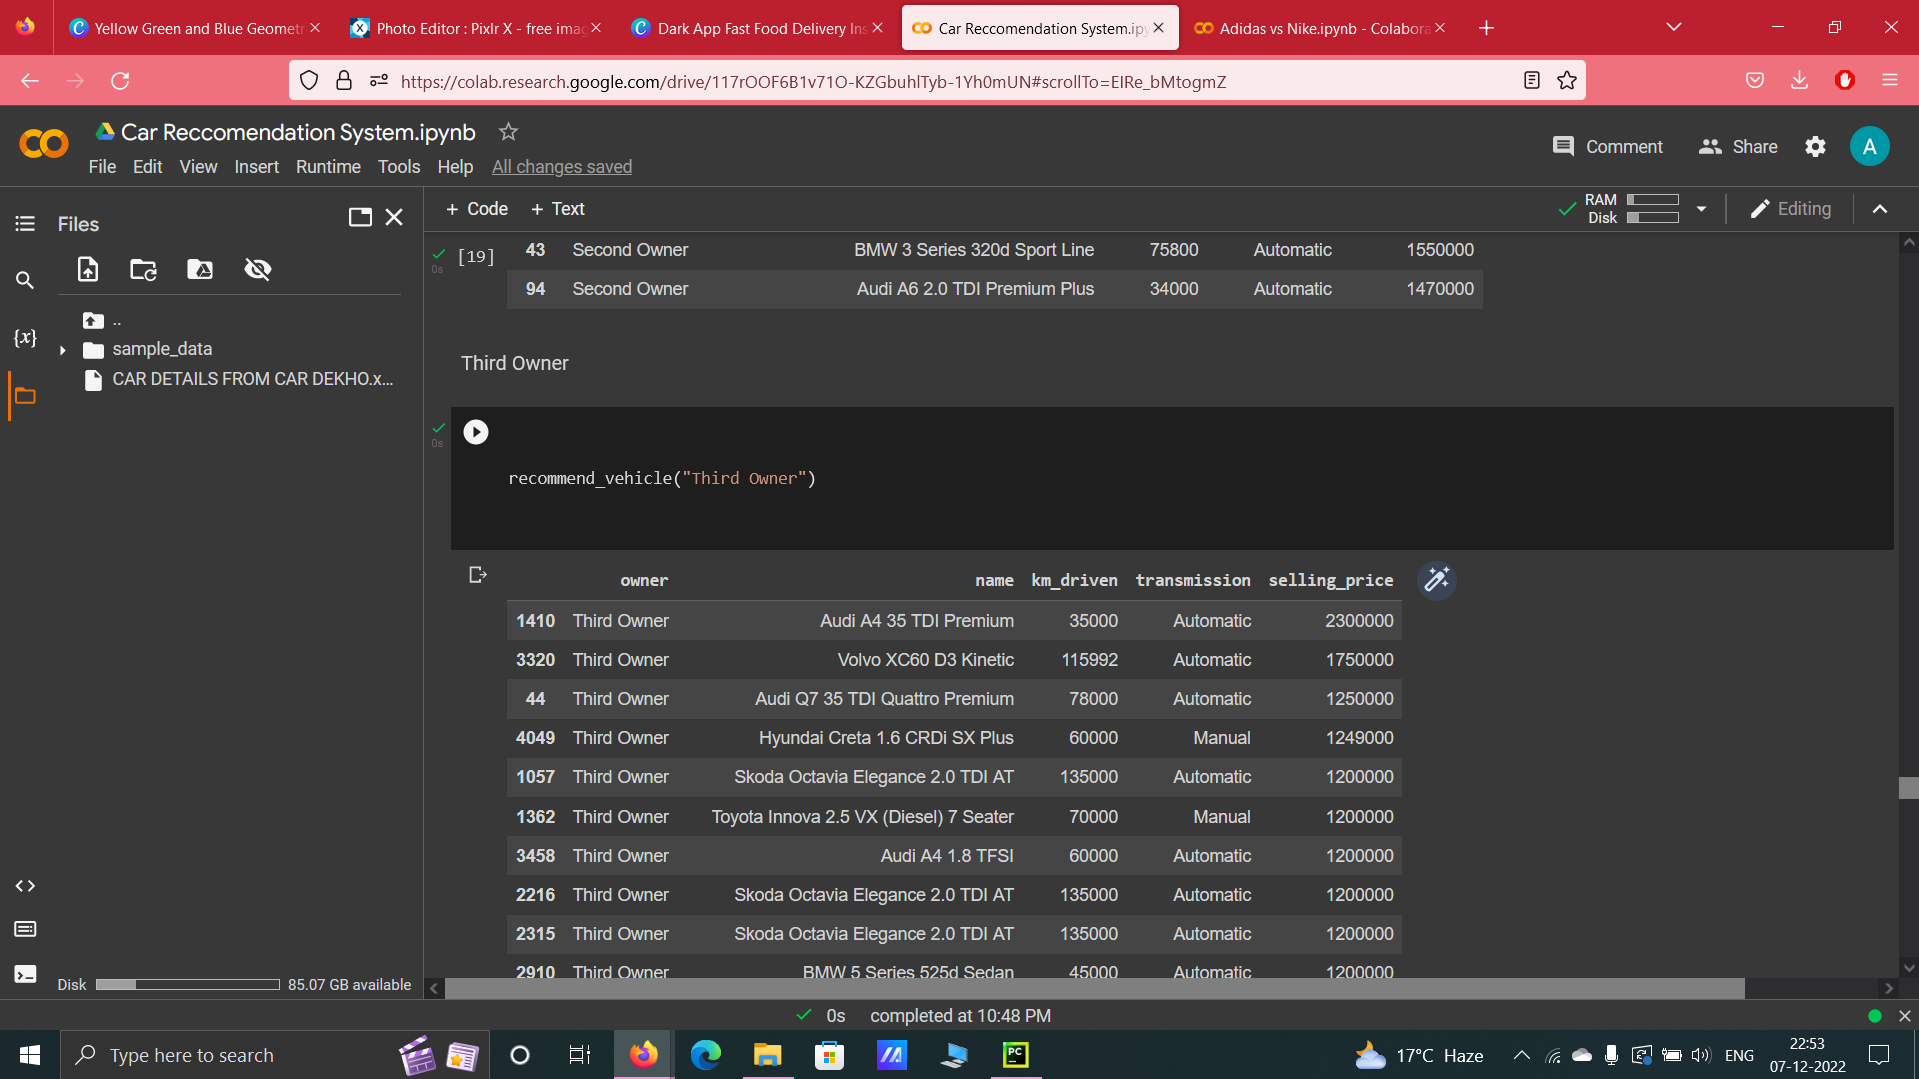 Yellow Green and Blue Geomet
Photo Editor : Pixlr X - free imag
Dark App Fast Food Delivery Ins
Car Reccomendation System.ipy
Adidas vs Nike.ipynb - Colabora
https://colab.research.google.com/drive/117rOOF6B1v71O-KZGbuhlTyb-1Yh0mUN#scrollTo=EIRe_bMtogmZ
Car Reccomendation System.ipynb
Comment
Share
A
File Edit View Insert Runtime Tools Help All changes saved
Files
+ Code + Text
RAM
Disk
Editing
..
sample_data
CAR DETAILS FROM CAR DEKHO.x...
{x}
0s
[19]
43 Second Owner BMW 3 Series 320d Sport Line 75800 Automatic 1550000
94 Second Owner Audi A6 2.0 TDI Premium Plus 34000 Automatic 1470000
Third Owner
0s
recommend_vehicle("Third Owner")
owner name km_driven transmission selling_price
1410 Third Owner Audi A4 35 TDI Premium 35000 Automatic 2300000
3320 Third Owner Volvo XC60 D3 Kinetic 115992 Automatic 1750000
44 Third Owner Audi Q7 35 TDI Quattro Premium 78000 Automatic 1250000
4049 Third Owner Hyundai Creta 1.6 CRDi SX Plus 60000 Manual 1249000
1057 Third Owner Skoda Octavia Elegance 2.0 TDI AT 135000 Automatic 1200000
1362 Third Owner Toyota Innova 2.5 VX (Diesel) 7 Seater 70000 Manual 1200000
3458 Third Owner Audi A4 1.8 TFSI 60000 Automatic 1200000
2216 Third Owner Skoda Octavia Elegance 2.0 TDI AT 135000 Automatic 1200000
2315 Third Owner Skoda Octavia Elegance 2.0 TDI AT 135000 Automatic 1200000
2910 Third Owner BMW 5 Series 525d Sedan 45000 Automatic 1200000
Disk 85.07 GB available
0s completed at 10:48 PM
Type here to search
PC
17°C Haze
ENG
22:53
07-12-2022